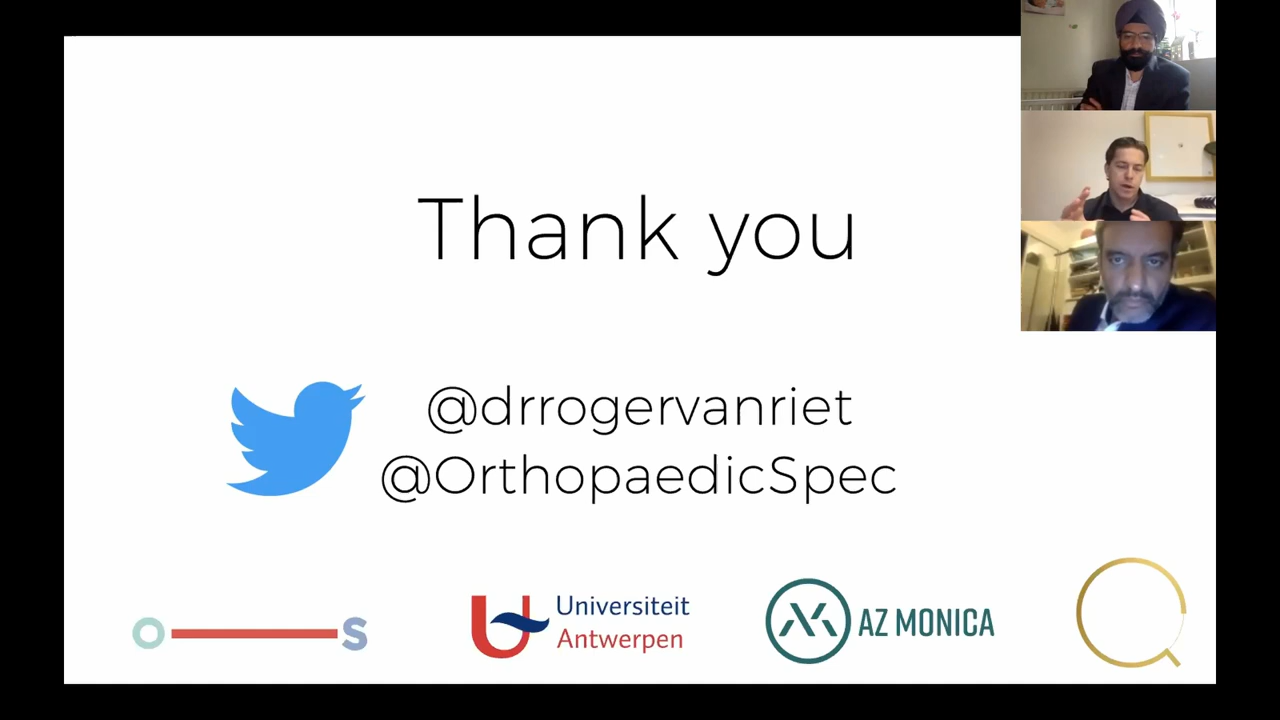 Thank you
@drrogervanriet
@OrthopaedicSpec
O S
Universiteit
Antwerpen
AZ MONICA